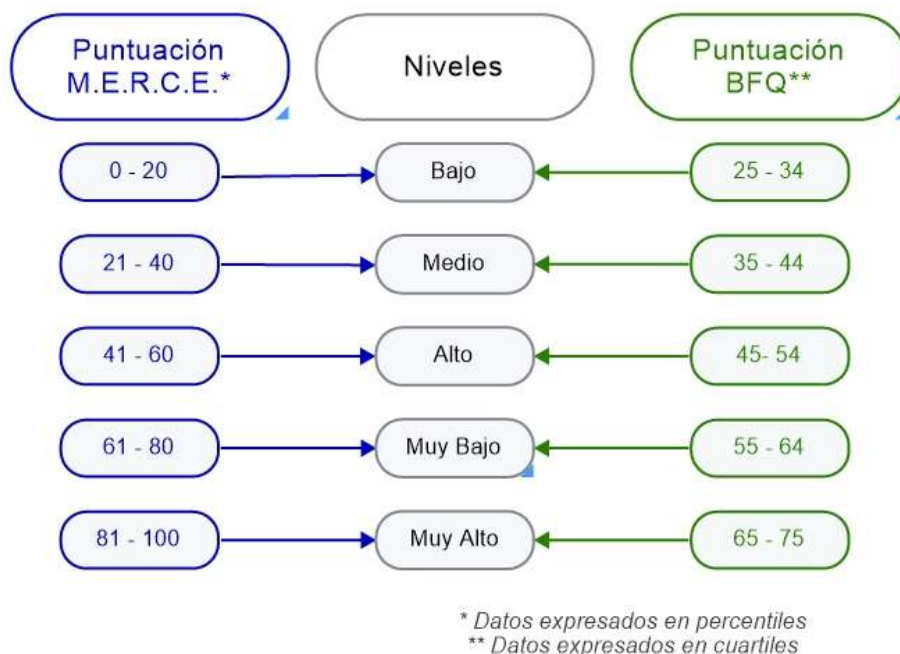 Puntuación
M.E.R.C.E.*
Niveles
Puntuación
BFQ**
0 - 20
Bajo
25 - 34
21 - 40
Medio
35 - 44
41 - 60
Alto
45- 54
61 - 80
Muy Bajo
55 - 64
81 - 100
Muy Alto
65 - 75
* Datos expresados en percentiles
** Datos expresados en cuartiles